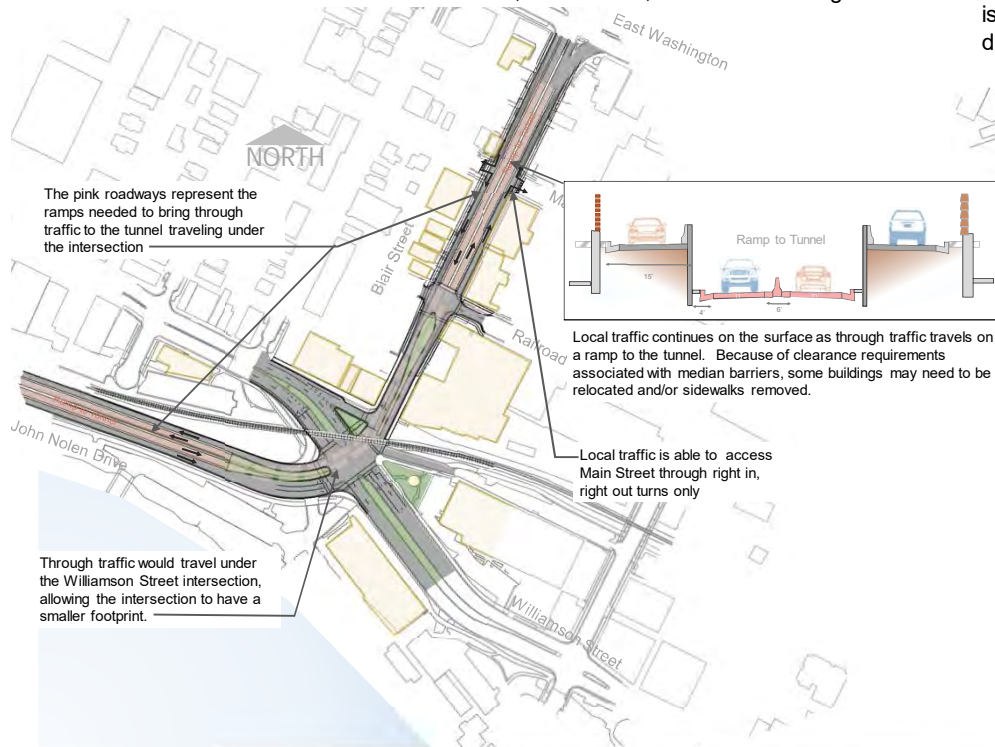 is
d
East Washington
NORTH
The pink roadways represent the
ramps needed to bring through
traffic to the tunnel traveling under
the intersection
Blair Street
Ma
Ramp to Tunnel
15'
4'
6'
Local traffic continues on the surface as through traffic travels on
a ramp to the tunnel. Because of clearance requirements
associated with median barriers, some buildings may need to be
relocated and/or sidewalks removed.
Railroad
John Nolen Drive
Local traffic is able to access
Main Street through right in,
right out turns only
Through traffic would travel under
the Williamson Street intersection,
allowing the intersection to have a
smaller footprint.
Williamson Street